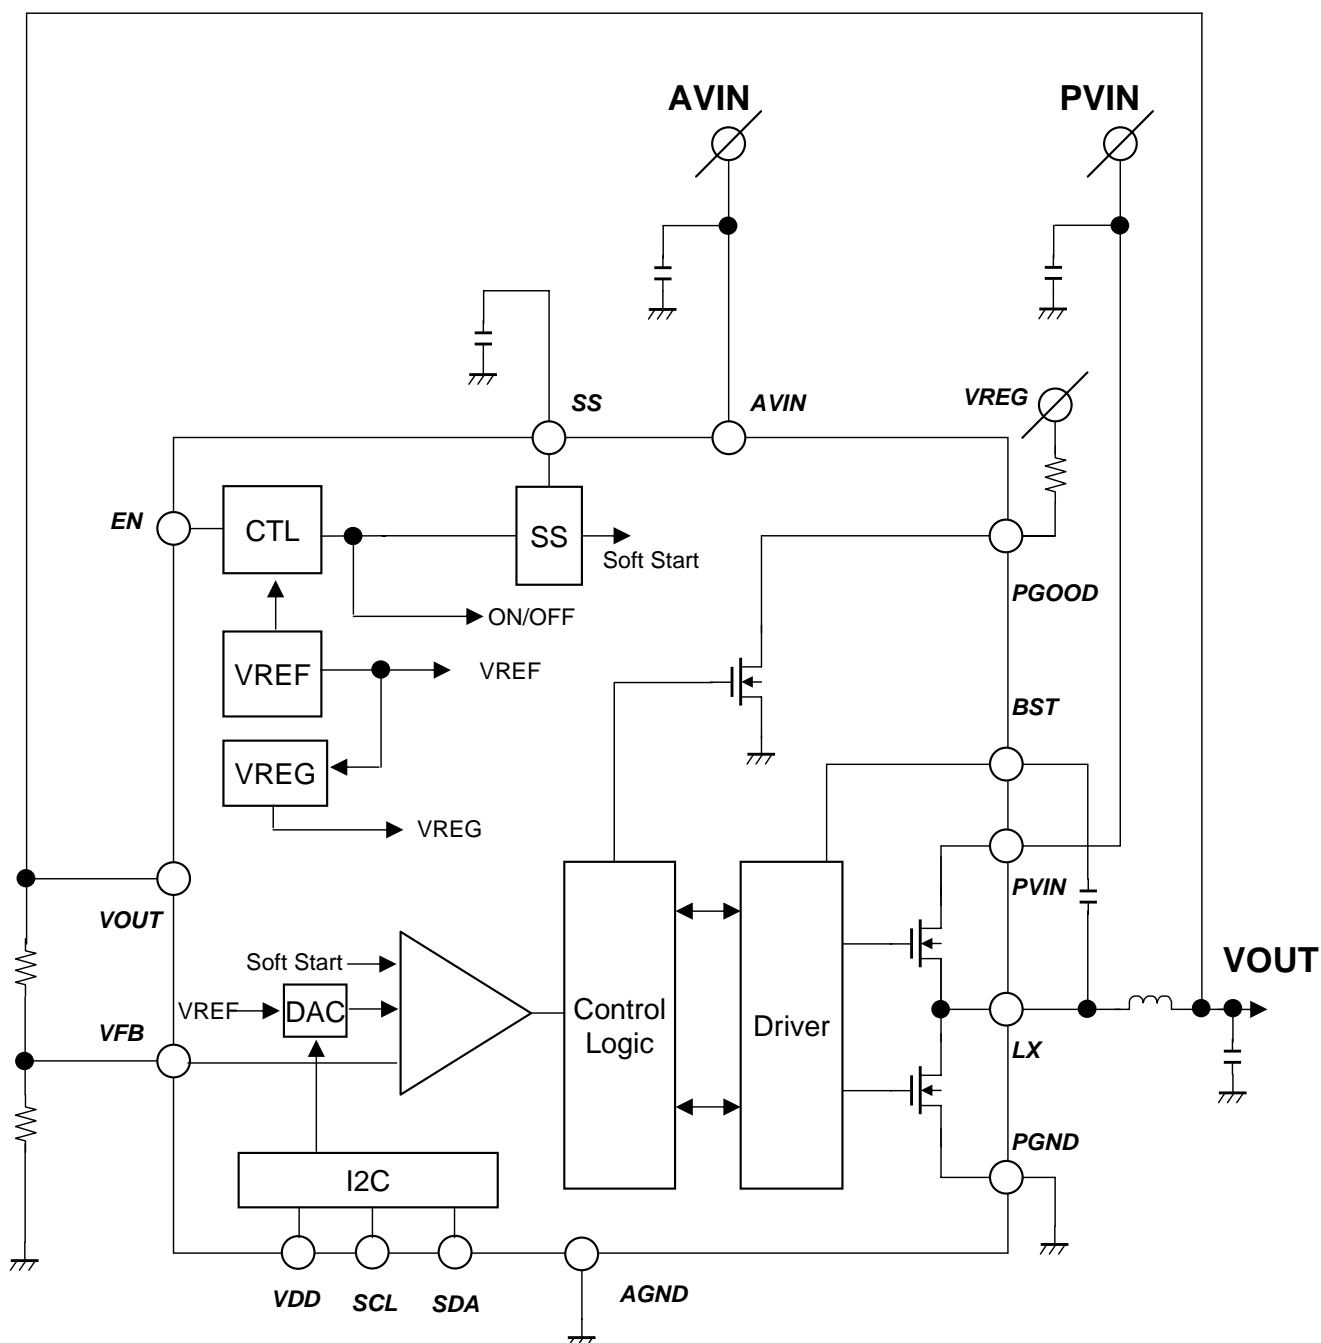 AVIN
PVIN
SS
AVIN
VREG
EN
CTL
SS
Soft Start
PGOOD
ON/OFF
VREF
VREF
BST
VREG
VREG
PVIN
VOUT
Soft Start
VOUT
VREF
DAC
Control
Logic
Driver
VFB
LX
PGND
I2C
VDD
SCL
SDA
AGND